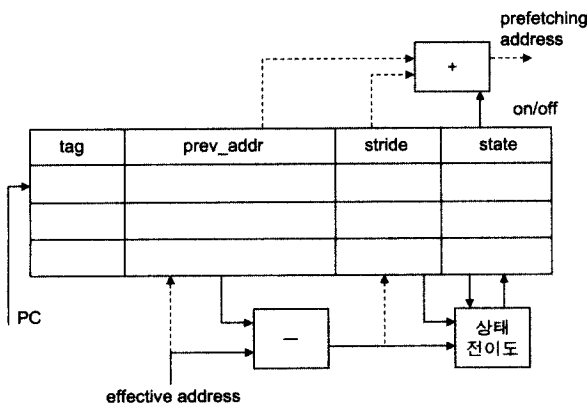 prefetching
address
+
on/off
tag prev_addr stride state
PC
—
상태
전이도
effective address